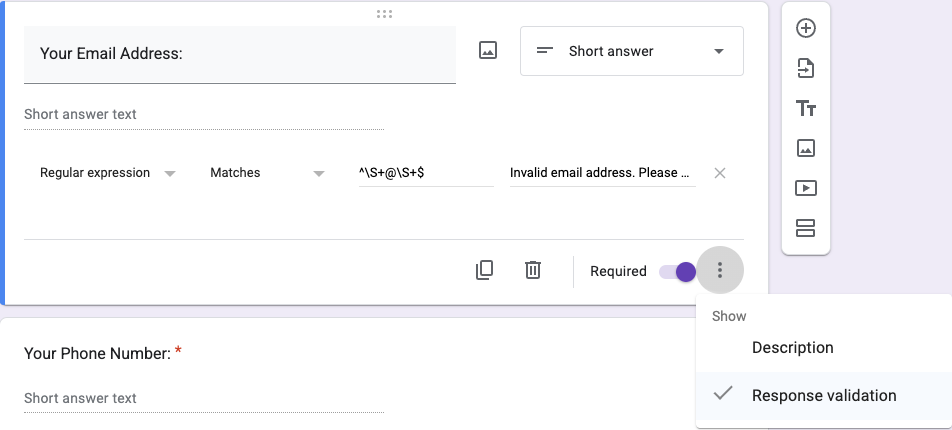 Your Email Address:
Short answer
Short answer text
Regular expression
Matches
^\S+@\S+$
Invalid email address. Please ...
Required
Show
Description
Response validation
Your Phone Number: *
Short answer text